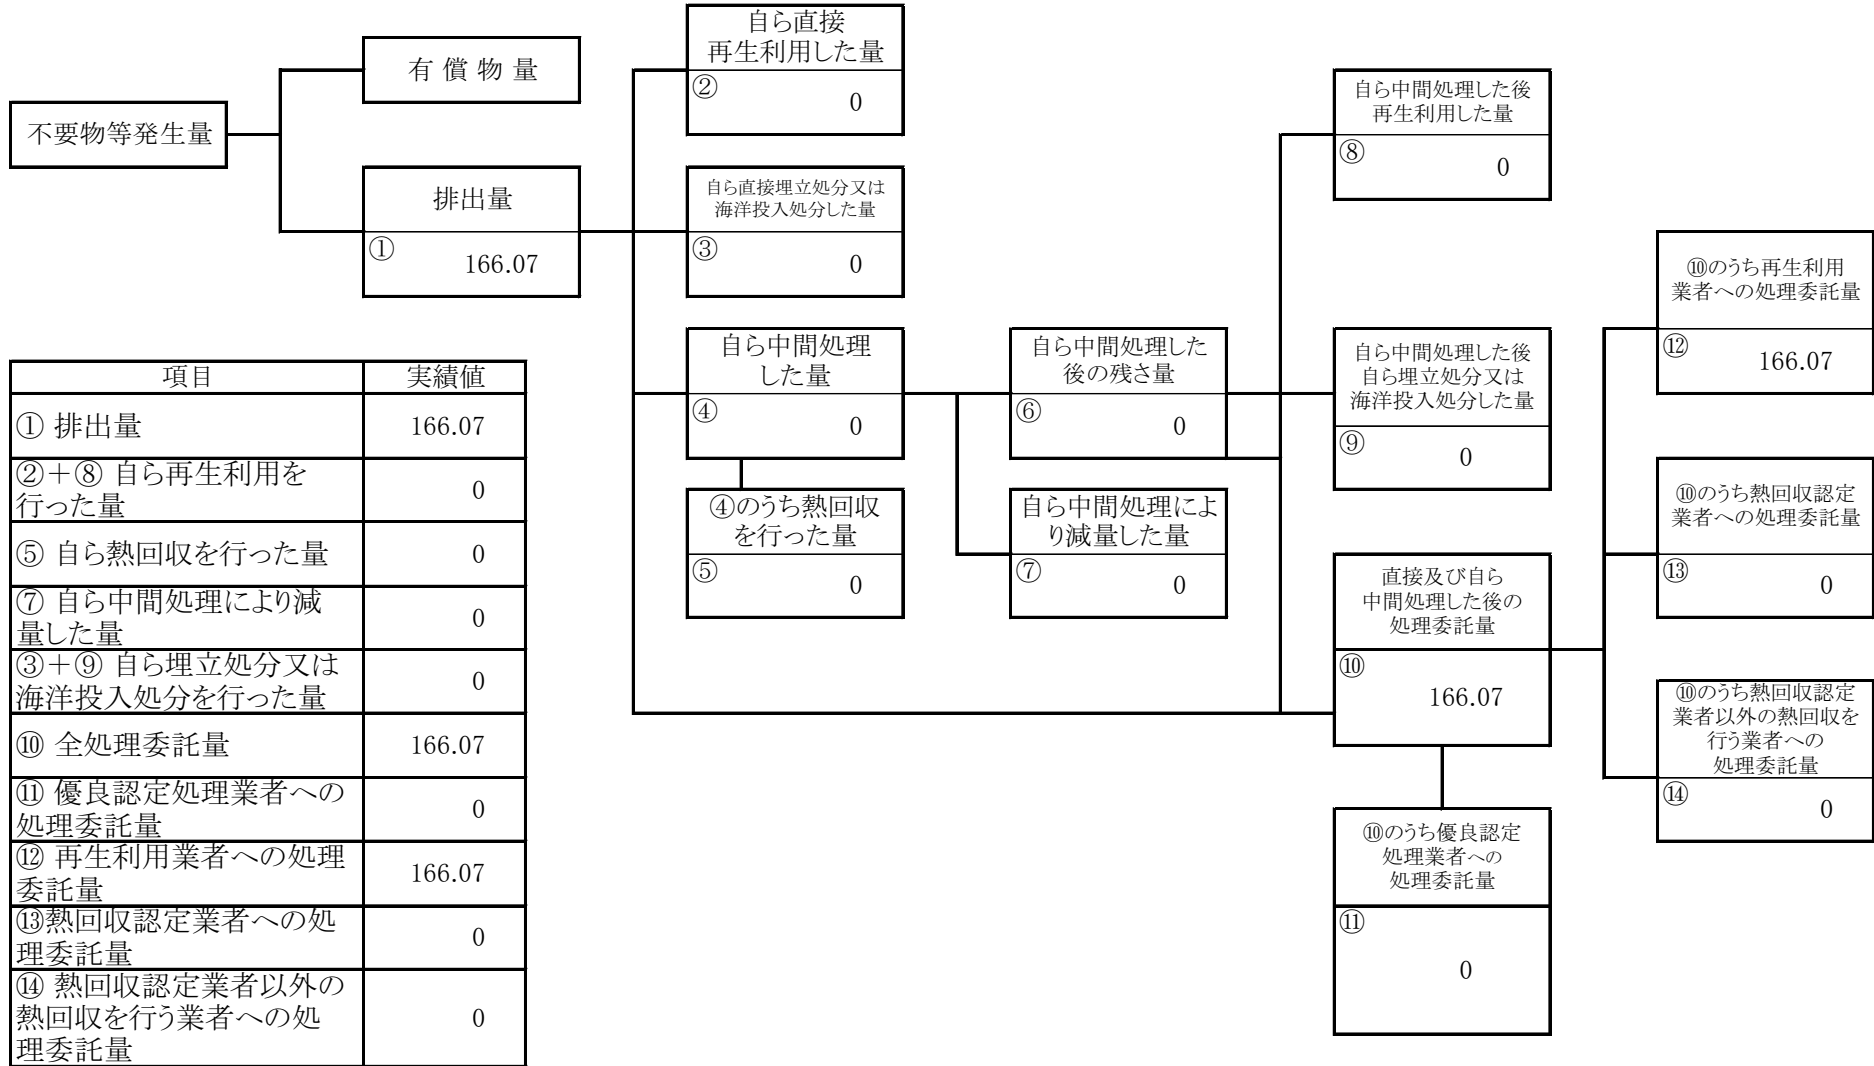 不要物等発生量
有 償 物 量
排出量
①
166.07
自ら直接
再生利用した量
②
0
自ら直接埋立処分又は
海洋投入処分した量
③
0
自ら中間処理
した量
④
0
④のうち熱回収
を行った量
⑤
0
自ら中間処理した
後の残さ量
⑥
0
自ら中間処理によ
り減量した量
⑦
0
自ら中間処理した後
再生利用した量
⑧
0
自ら中間処理した後
自ら埋立処分又は
海洋投入処分した量
⑨
0
直接及び自ら
中間処理した後の
処理委託量
⑩
166.07
⑩のうち優良認定
処理業者への
処理委託量
⑪
0
⑩のうち再生利用
業者への処理委託量
⑫
166.07
⑩のうち熱回収認定
業者への処理委託量
⑬
0
⑩のうち熱回収認定
業者以外の熱回収を
行う業者への
処理委託量
⑭
0
項目 実績値
① 排出量 166.07
②＋⑧ 自ら再生利用を
行った量 0
⑤ 自ら熱回収を行った量 0
⑦ 自ら中間処理により減
量した量 0
③＋⑨ 自ら埋立処分又は
海洋投入処分を行った量 0
⑩ 全処理委託量 166.07
⑪ 優良認定処理業者への
処理委託量 0
⑫ 再生利用業者への処理
委託量 166.07
⑬熱回収認定業者への処
理委託量 0
⑭ 熱回収認定業者以外の
熱回収を行う業者への処
理委託量 0